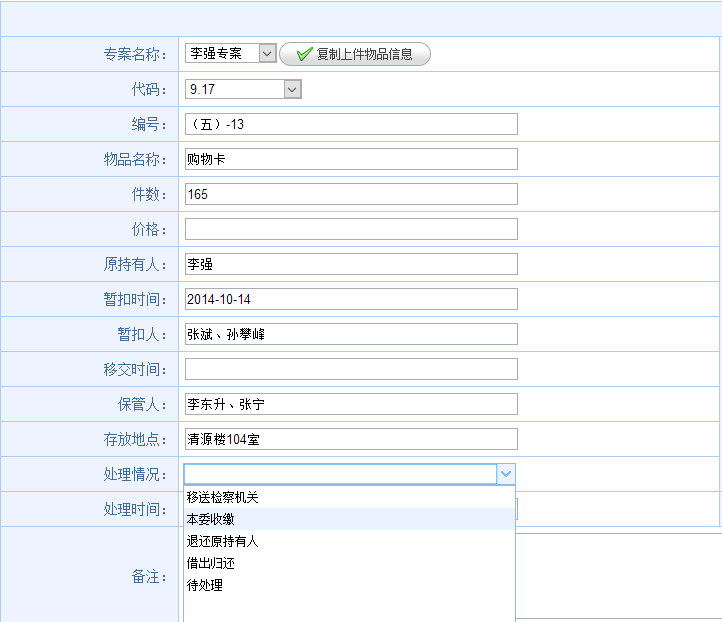 专案名称： 李强专案 复制上件物品信息
代码： 9.17
编号： （五）-13
物品名称： 购物卡
件数： 165
价格：
原持有人： 李强
暂扣时间： 2014-10-14
暂扣人： 张斌、孙攀峰
移交时间：
保管人： 李东升、张宁
存放地点： 清源楼104室
处理情况：
移送检察机关
本委收缴
处理时间：
退还原持有人
借出归还
备注：
待处理